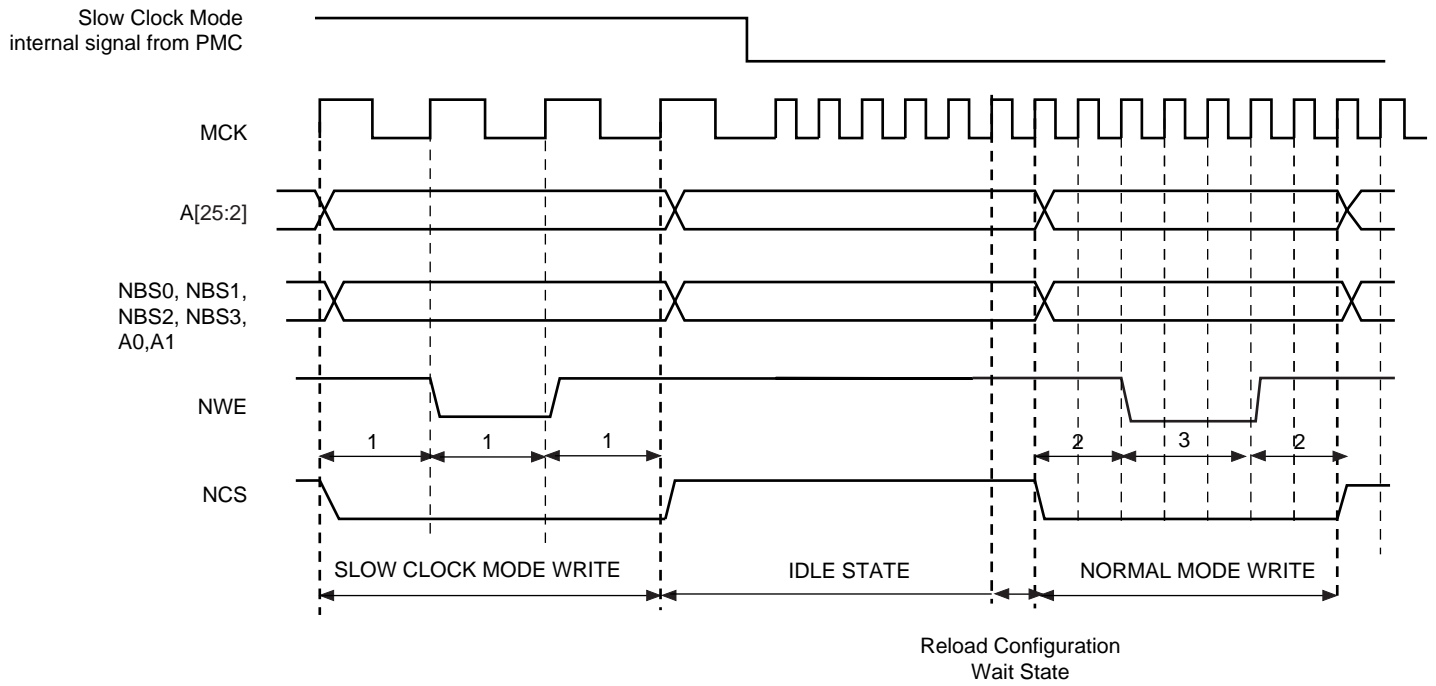 Slow Clock Mode
internal signal from PMC
MCK
A[25:2]
NBS0, NBS1,
NBS2, NBS3,
A0,A1
NWE
1
1
1
2
3
2
NCS
SLOW CLOCK MODE WRITE
IDLE STATE
NORMAL MODE WRITE
Reload Configuration
Wait State